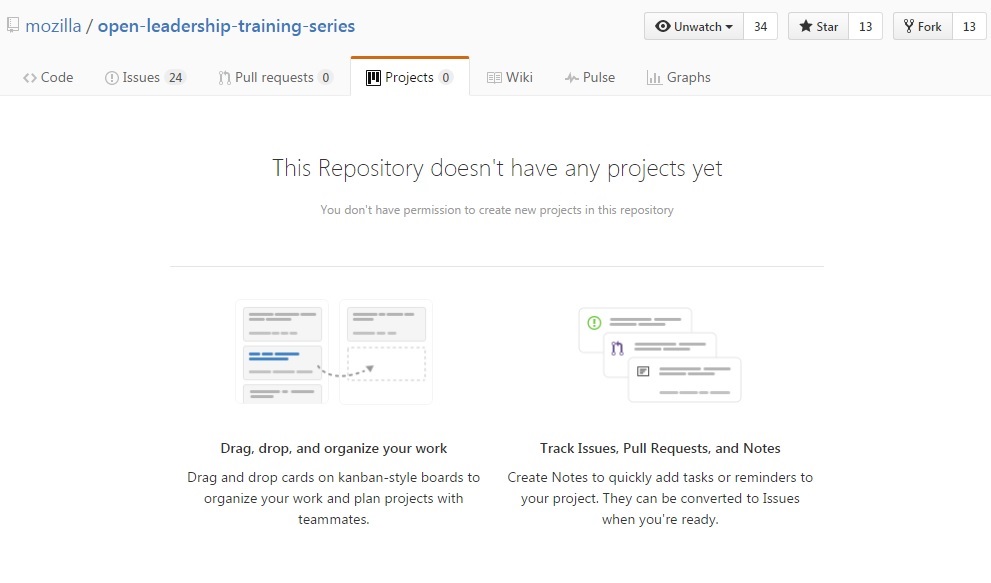 mozilla / open-leadership-training-series
Unwatch 34 Star 13 Fork 13
Code Issues 24 Pull requests 0 Projects 0 Wiki Pulse Graphs
This Repository doesn't have any projects yet
You don't have permission to create new projects in this repository
Drag, drop, and organize your work
Drag and drop cards on kanban-style boards to
organize your work and plan projects with
teammates.
Track Issues, Pull Requests, and Notes
Create Notes to quickly add tasks or reminders to
your project. They can be converted to Issues
when you're ready.